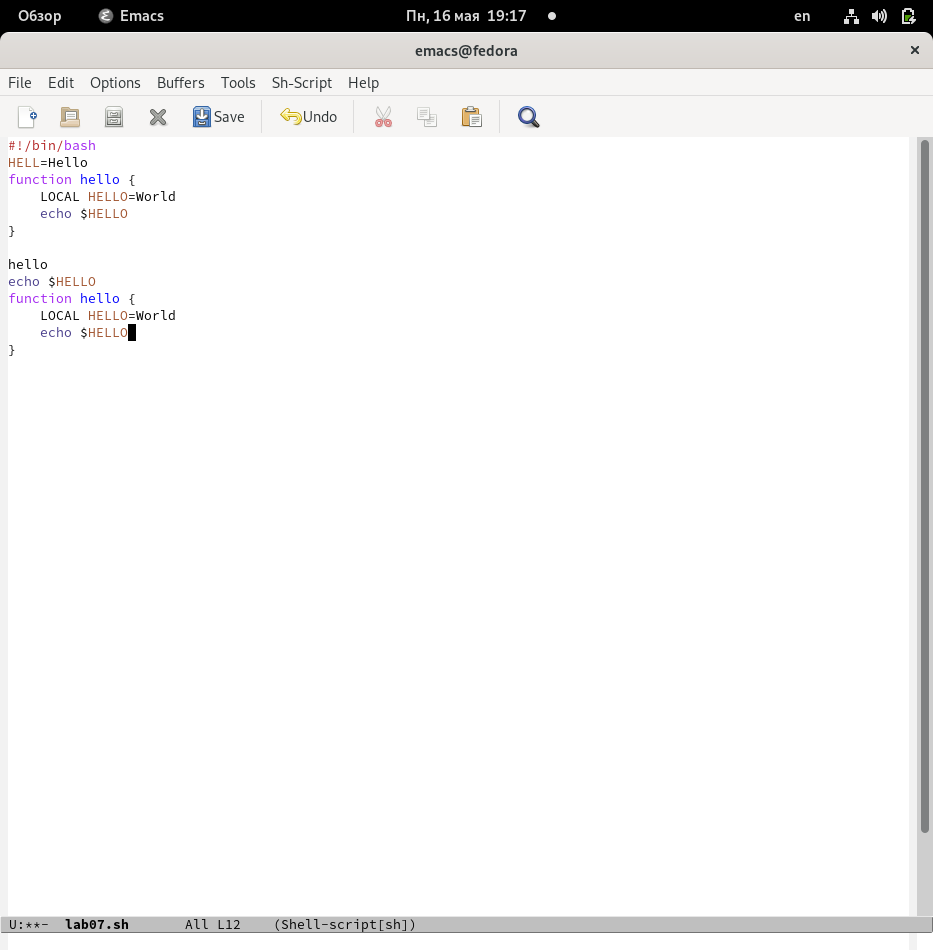 Обзор Emacs Пн, 16 мая 19:17 en
emacs@fedora
File Edit Options Buffers Tools Sh-Script Help
Save Undo
#!/bin/bash
HELL=Hello
function hello {
    LOCAL HELLO=World
    echo $HELLO
}
hello
echo $HELLO
function hello {
    LOCAL HELLO=World
    echo $HELLO
}
U:**- lab07.sh All L12 (Shell-script[sh])